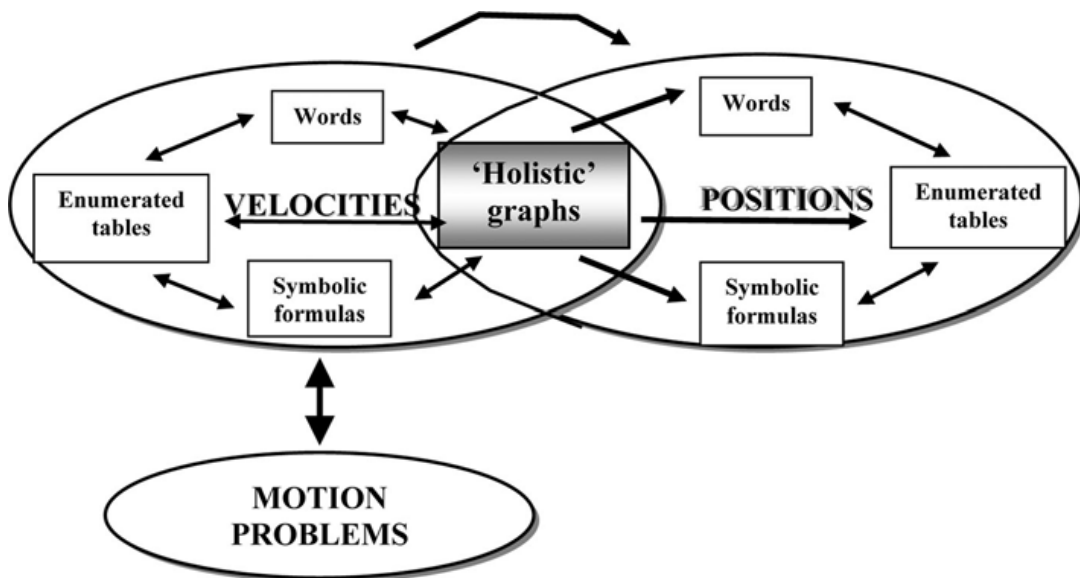 Words
Enumerated
tables
VELOCITIES
Symbolic
formulas
‘Holistic’
graphs
Words
POSITIONS
Enumerated
tables
Symbolic
formulas
MOTION
PROBLEMS